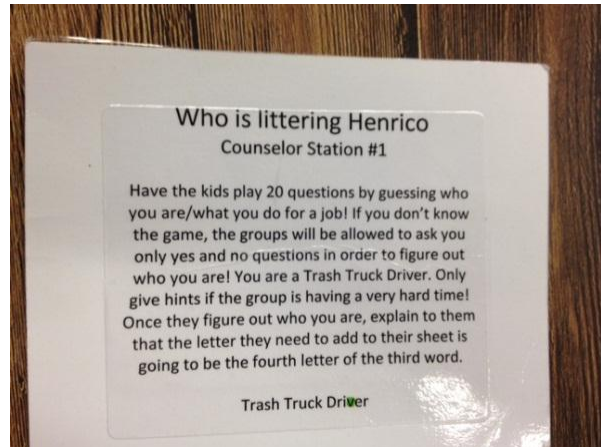 Who is littering Henrico
Counselor Station #1
Have the kids play 20 questions by guessing who
you are/what you do for a job! If you don't know
the game, the groups will be allowed to ask you
only yes and no questions in order to figure out
who you are! You are a Trash Truck Driver. Only
give hints if the group is having a very hard time!
Once they figure out who you are, explain to them
that the letter they need to add to their sheet is
going to be the fourth letter of the third word.
Trash Truck Driver